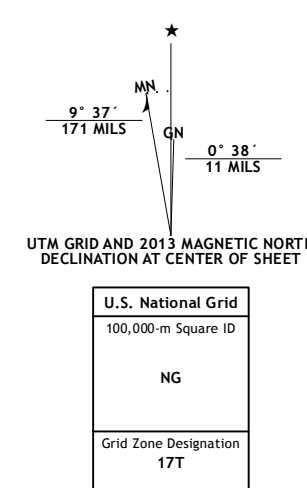 ★
MN
9° 37´
171 MILS
GN
0° 38´
11 MILS
UTM GRID AND 2013 MAGNETIC NORTH
DECLINATION AT CENTER OF SHEET
U.S. National Grid
100,000-m Square ID
NG
Grid Zone Designation
17T